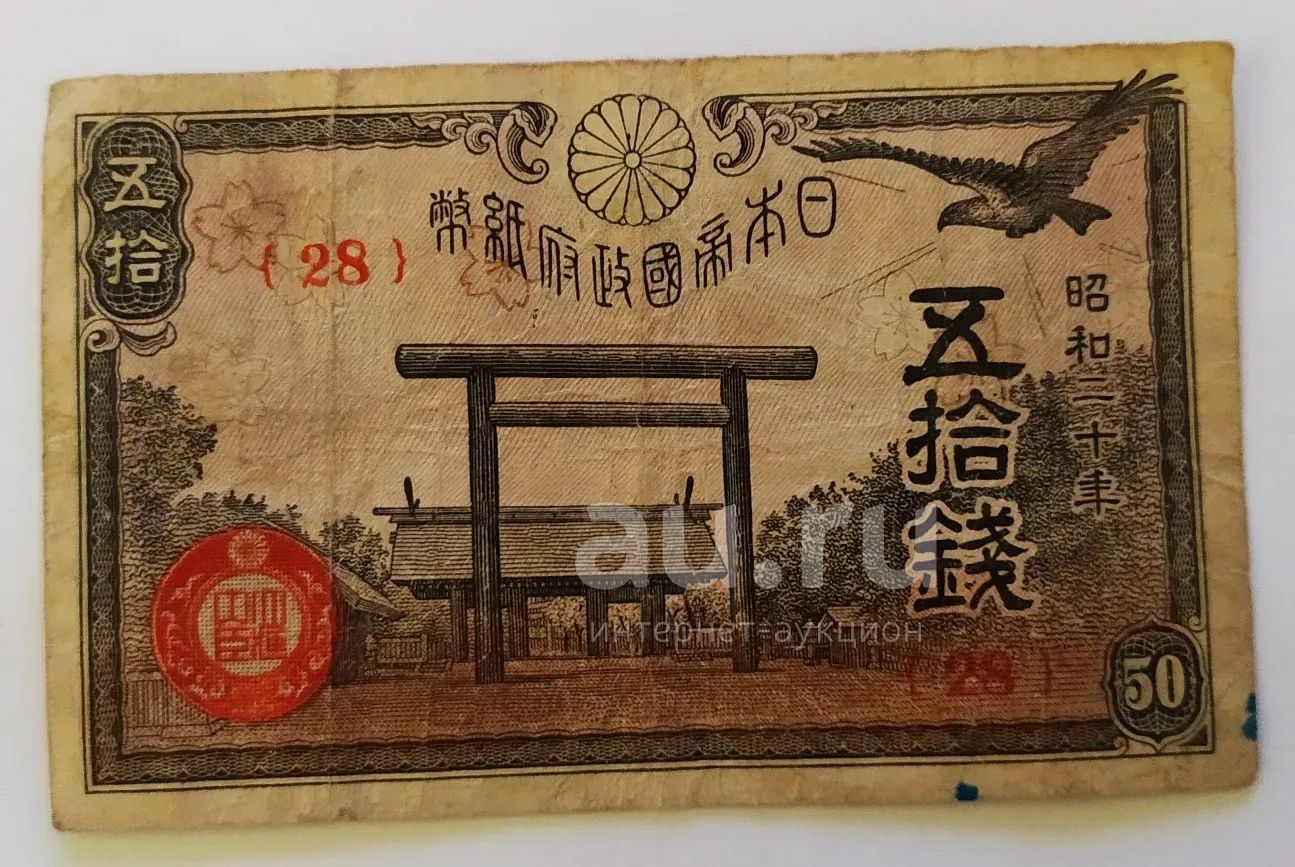 五拾
{28}
日本帝國政府紙幣
昭和二十年
五拾錢
au.ru
интернет-аукцион
{28}
50